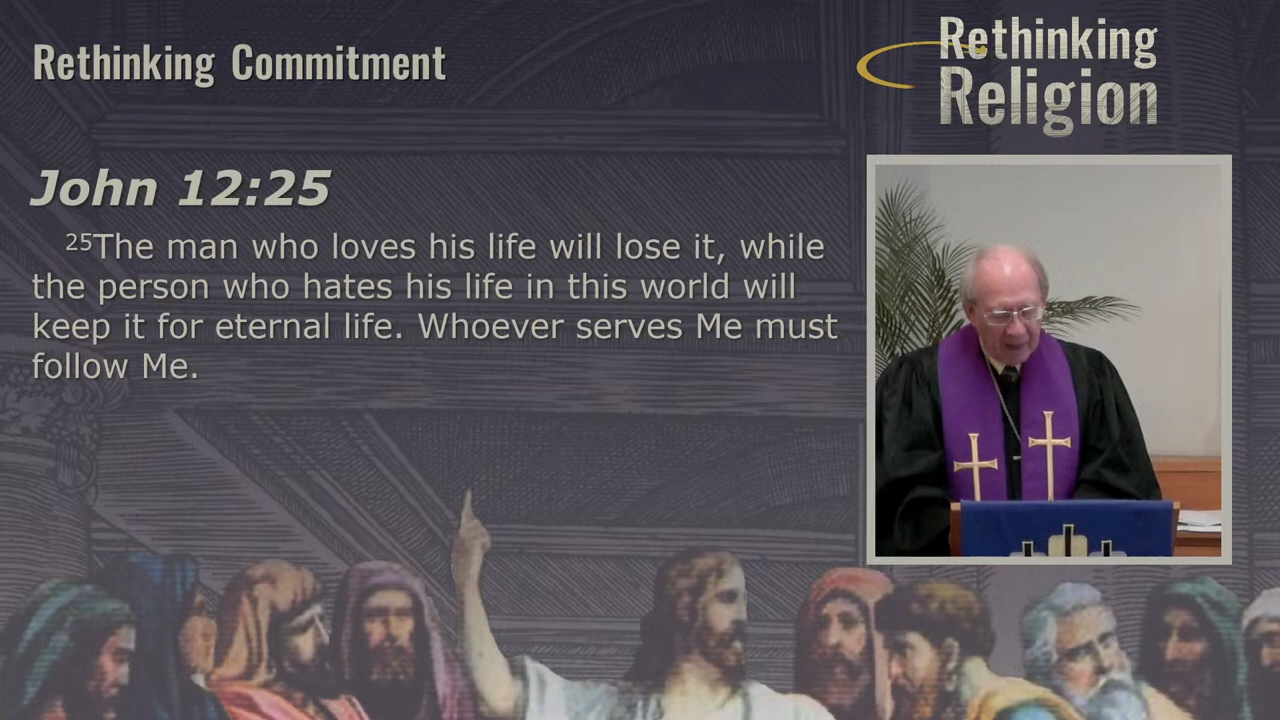 Rethinking Commitment
Rethinking
Religion
John 12:25
25The man who loves his life will lose it, while
the person who hates his life in this world will
keep it for eternal life. Whoever serves Me must
follow Me.